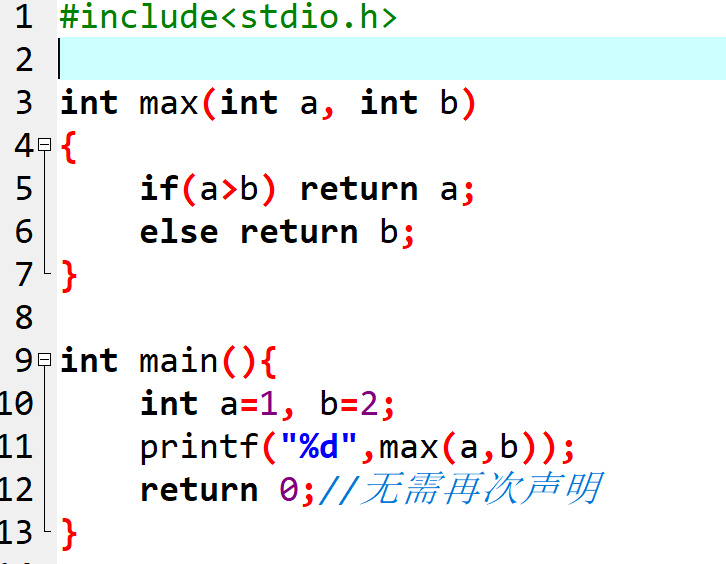 1 #include<stdio.h>
2
3 int max(int a, int b)
4 {
5     if(a>b) return a;
6     else return b;
7 }
8
9 int main(){
10     int a=1, b=2;
11     printf("%d",max(a,b));
12     return 0;//无需再次声明
13 }